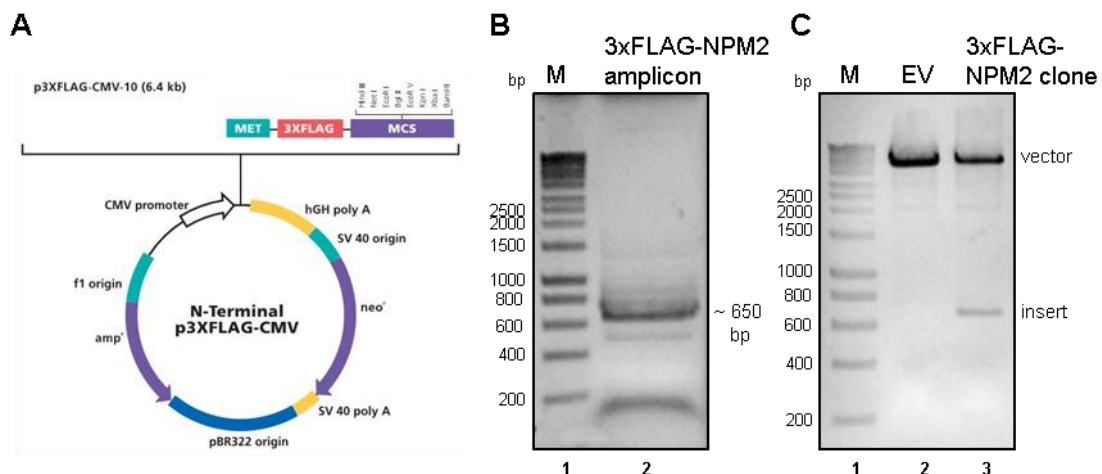 A
p3XFLAG-CMV-10 (6.4 kb)
Hind III
Not I
EcoR I
Bgl II
EcoR V
Kpn I
Xba I
BamH I
MET
3XFLAG
MCS
CMV promoter
hGH poly A
SV 40 origin
f1 origin
N-Terminal
p3XFLAG-CMV
neoʳ
ampʳ
SV 40 poly A
pBR322 origin
B
3xFLAG-NPM2
bp M amplicon
2500
2000
1500
1000
800
600
400
200
~ 650
bp
1 2
C
3xFLAG-
bp M EV NPM2 clone
vector
2500
2000
1500
1000
800
600
400
200
insert
1 2 3